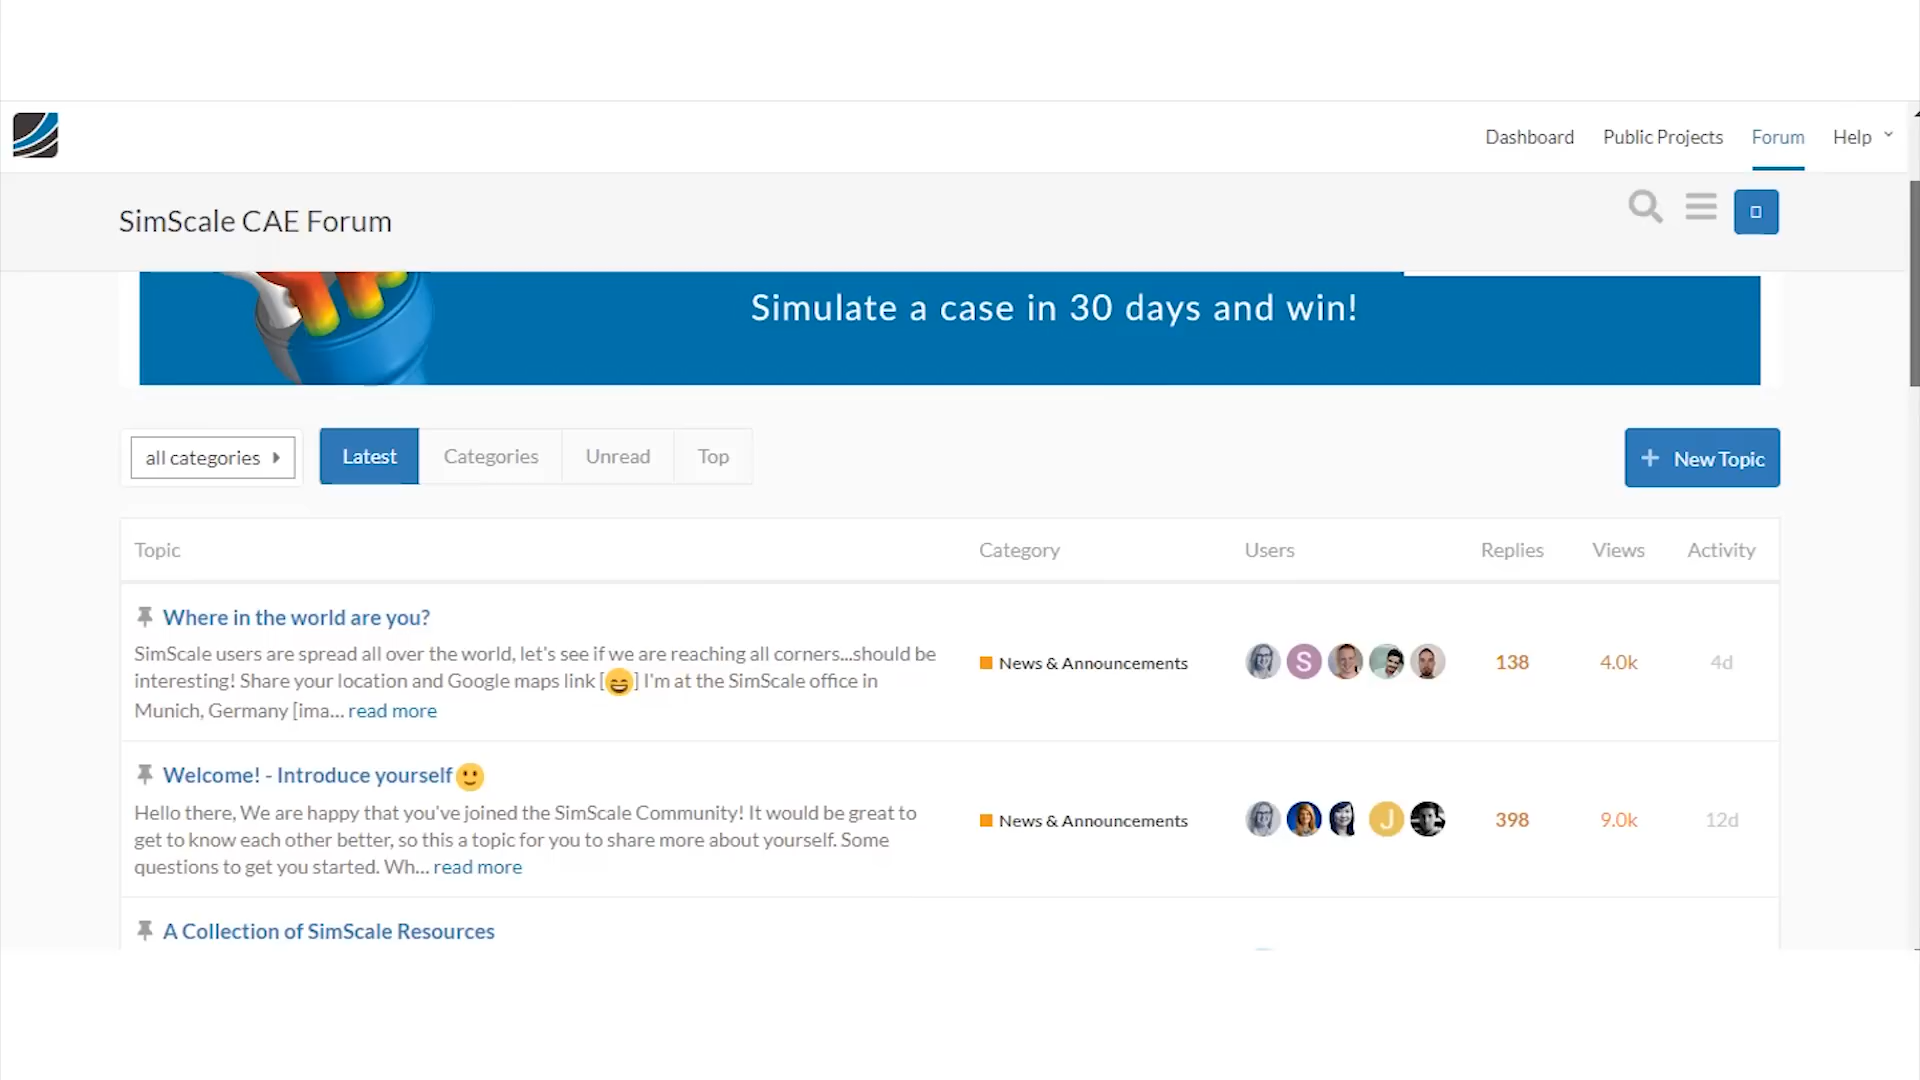 Dashboard Public Projects Forum Help
SimScale CAE Forum
Simulate a case in 30 days and win!
all categories Latest Categories Unread Top + New Topic
Topic Category Users Replies Views Activity
Where in the world are you?
SimScale users are spread all over the world, let's see if we are reaching all corners...should be
interesting! Share your location and Google maps link [😄] I'm at the SimScale office in
Munich, Germany [ima... read more
News & Announcements S 138 4.0k 4d
Welcome! - Introduce yourself 🙂
Hello there, We are happy that you've joined the SimScale Community! It would be great to
get to know each other better, so this a topic for you to share more about yourself. Some
questions to get you started. Wh... read more
News & Announcements J 398 9.0k 12d
A Collection of SimScale Resources